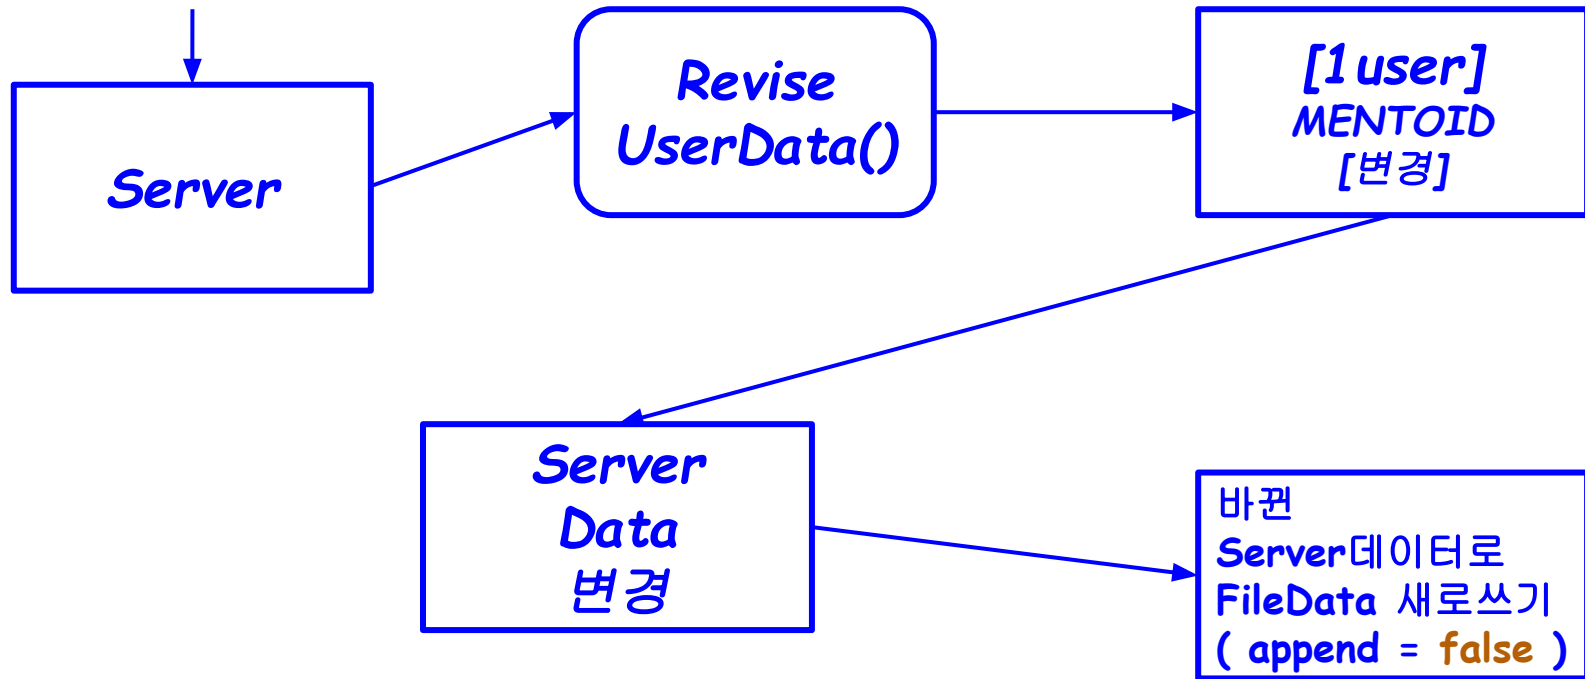 Server
Revise
UserData()
[1user]
MENTOID
[변경]
Server
Data
변경
바뀐
Server데이터로
FileData 새로쓰기
( append = false )